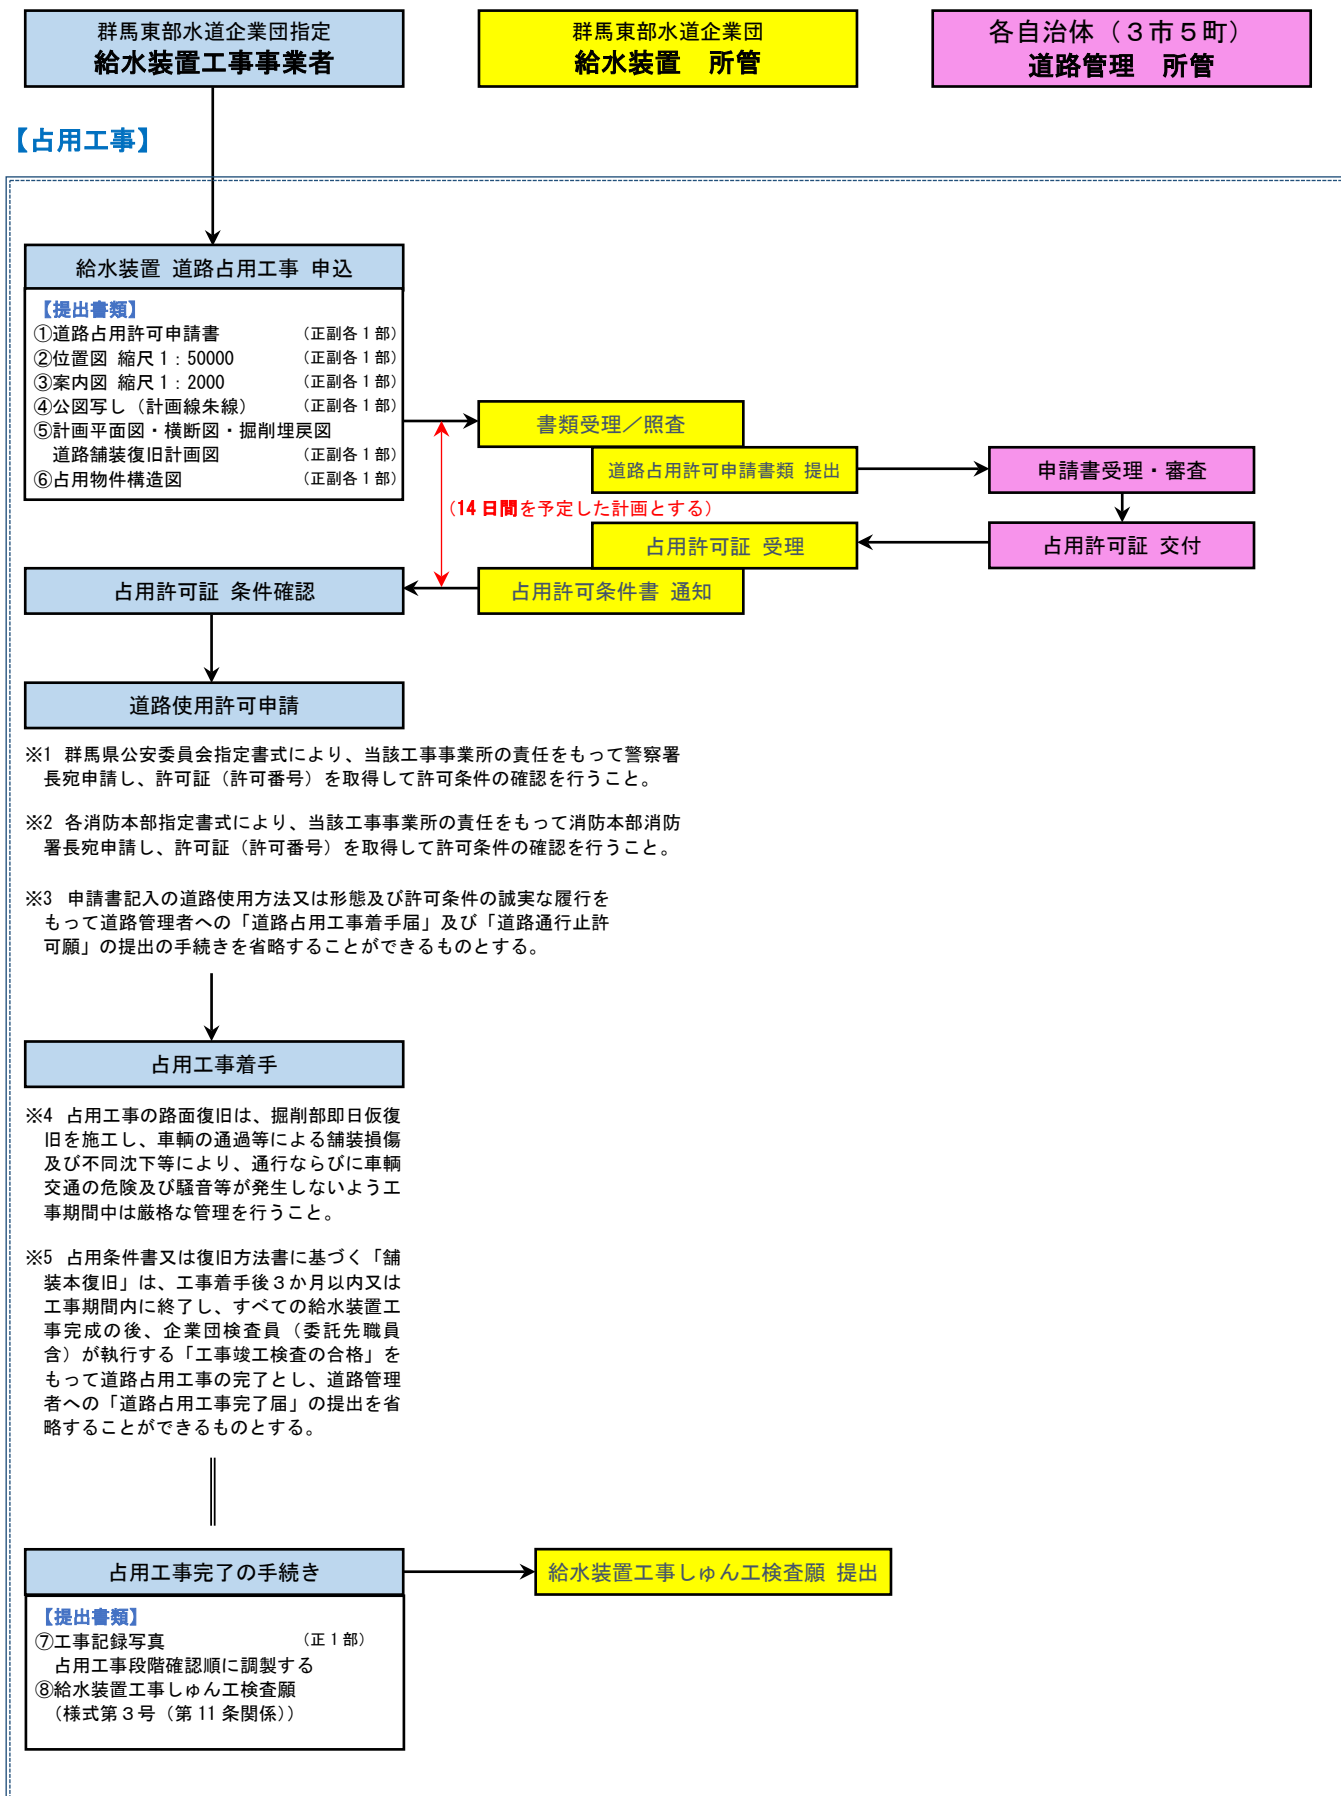 群馬東部水道企業団指定
給水装置工事事業者
群馬東部水道企業団
給水装置　所管
各自治体（３市５町）
道路管理　所管
【占用工事】
給水装置 道路占用工事 申込
【提出書類】
①道路占用許可申請書　（正副各１部）
②位置図 縮尺１：50000　（正副各１部）
③案内図 縮尺１：2000　（正副各１部）
④公図写し（計画線朱線）　（正副各１部）
⑤計画平面図・横断図・掘削埋戻図
道路舗装復旧計画図　（正副各１部）
⑥占用物件構造図　（正副各１部）
書類受理／照査
道路占用許可申請書類 提出
申請書受理・審査
（14日間を予定した計画とする）
占用許可証 受理
占用許可証 交付
占用許可証 条件確認
占用許可条件書 通知
道路使用許可申請
※1 群馬県公安委員会指定書式により、当該工事事業所の責任をもって警察署
長宛申請し、許可証（許可番号）を取得して許可条件の確認を行うこと。
※2 各消防本部指定書式により、当該工事事業所の責任をもって消防本部消防
署長宛申請し、許可証（許可番号）を取得して許可条件の確認を行うこと。
※3 申請書記入の道路使用方法又は形態及び許可条件の誠実な履行を
もって道路管理者への「道路占用工事着手届」及び「道路通行止許
可願」の提出の手続きを省略することができるものとする。
占用工事着手
※4 占用工事の路面復旧は、掘削部即日仮復
旧を施工し、車輌の通過等による舗装損傷
及び不同沈下等により、通行ならびに車輌
交通の危険及び騒音等が発生しないよう工
事期間中は厳格な管理を行うこと。
※5 占用条件書又は復旧方法書に基づく「舗
装本復旧」は、工事着手後３か月以内又は
工事期間内に終了し、すべての給水装置工
事完成の後、企業団検査員（委託先職員
含）が執行する「工事竣工検査の合格」を
もって道路占用工事の完了とし、道路管理
者への「道路占用工事完了届」の提出を省
略することができるものとする。
占用工事完了の手続き
給水装置工事しゅん工検査願 提出
【提出書類】
⑦工事記録写真　（正１部）
占用工事段階確認順に調製する
⑧給水装置工事しゅん工検査願
（様式第３号（第11条関係））